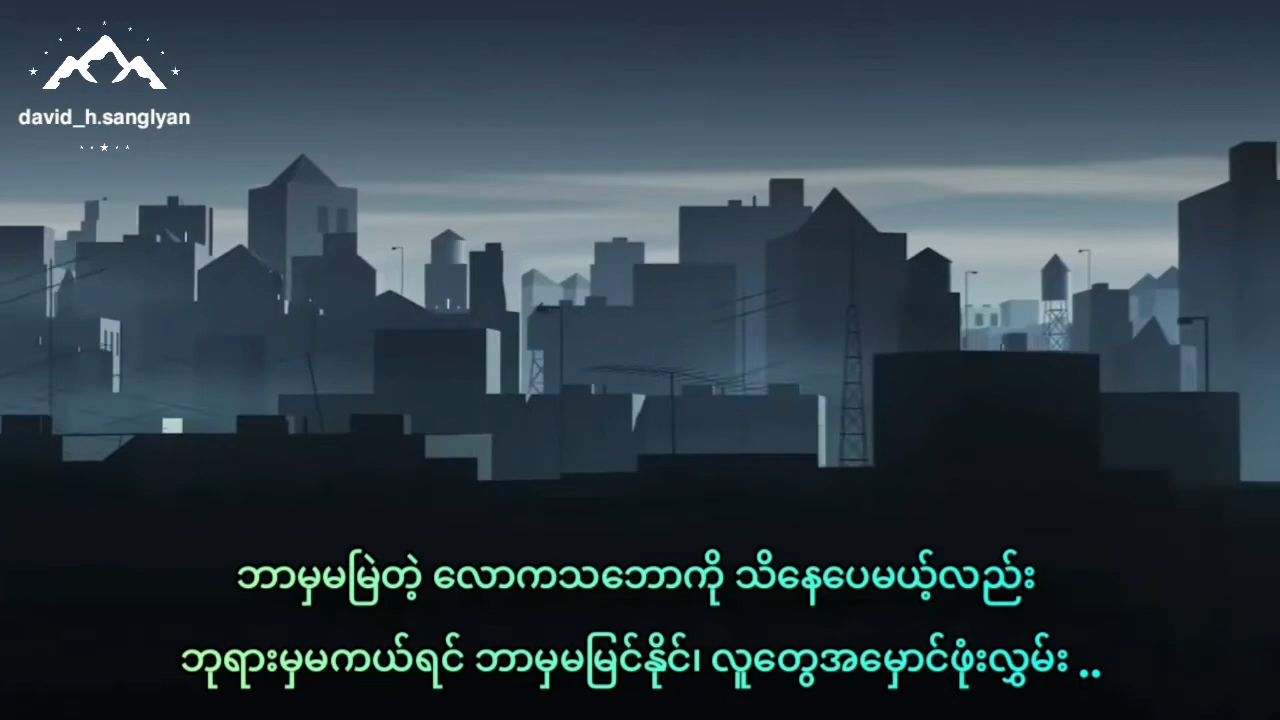 david_h.sanglyan
ဘာမှမမြဲတဲ့ လောကသဘောကို သိနေပေမယ့်လည်း
ဘုရားမှမကယ်ရင် ဘာမှမမြင်နိုင်၊ လူတွေအမှောင်ဖုံးလွှမ်း ..